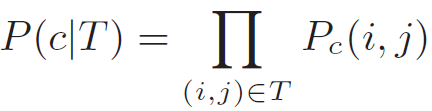 P(c|T) = ∏_{(i,j)∈T} P_c(i, j)